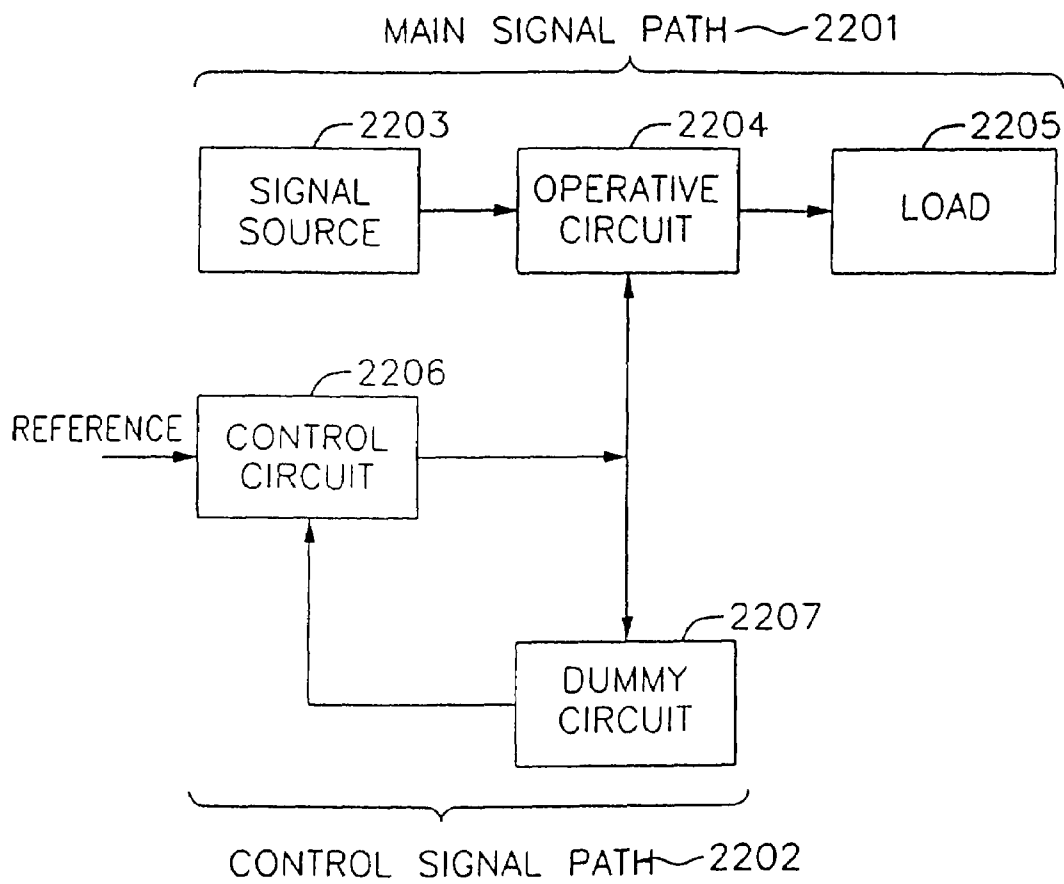 MAIN SIGNAL PATH 2201
2203
2204
2205
SIGNAL
SOURCE
OPERATIVE
CIRCUIT
LOAD
2206
REFERENCE
CONTROL
CIRCUIT
2207
DUMMY
CIRCUIT
CONTROL SIGNAL PATH 2202